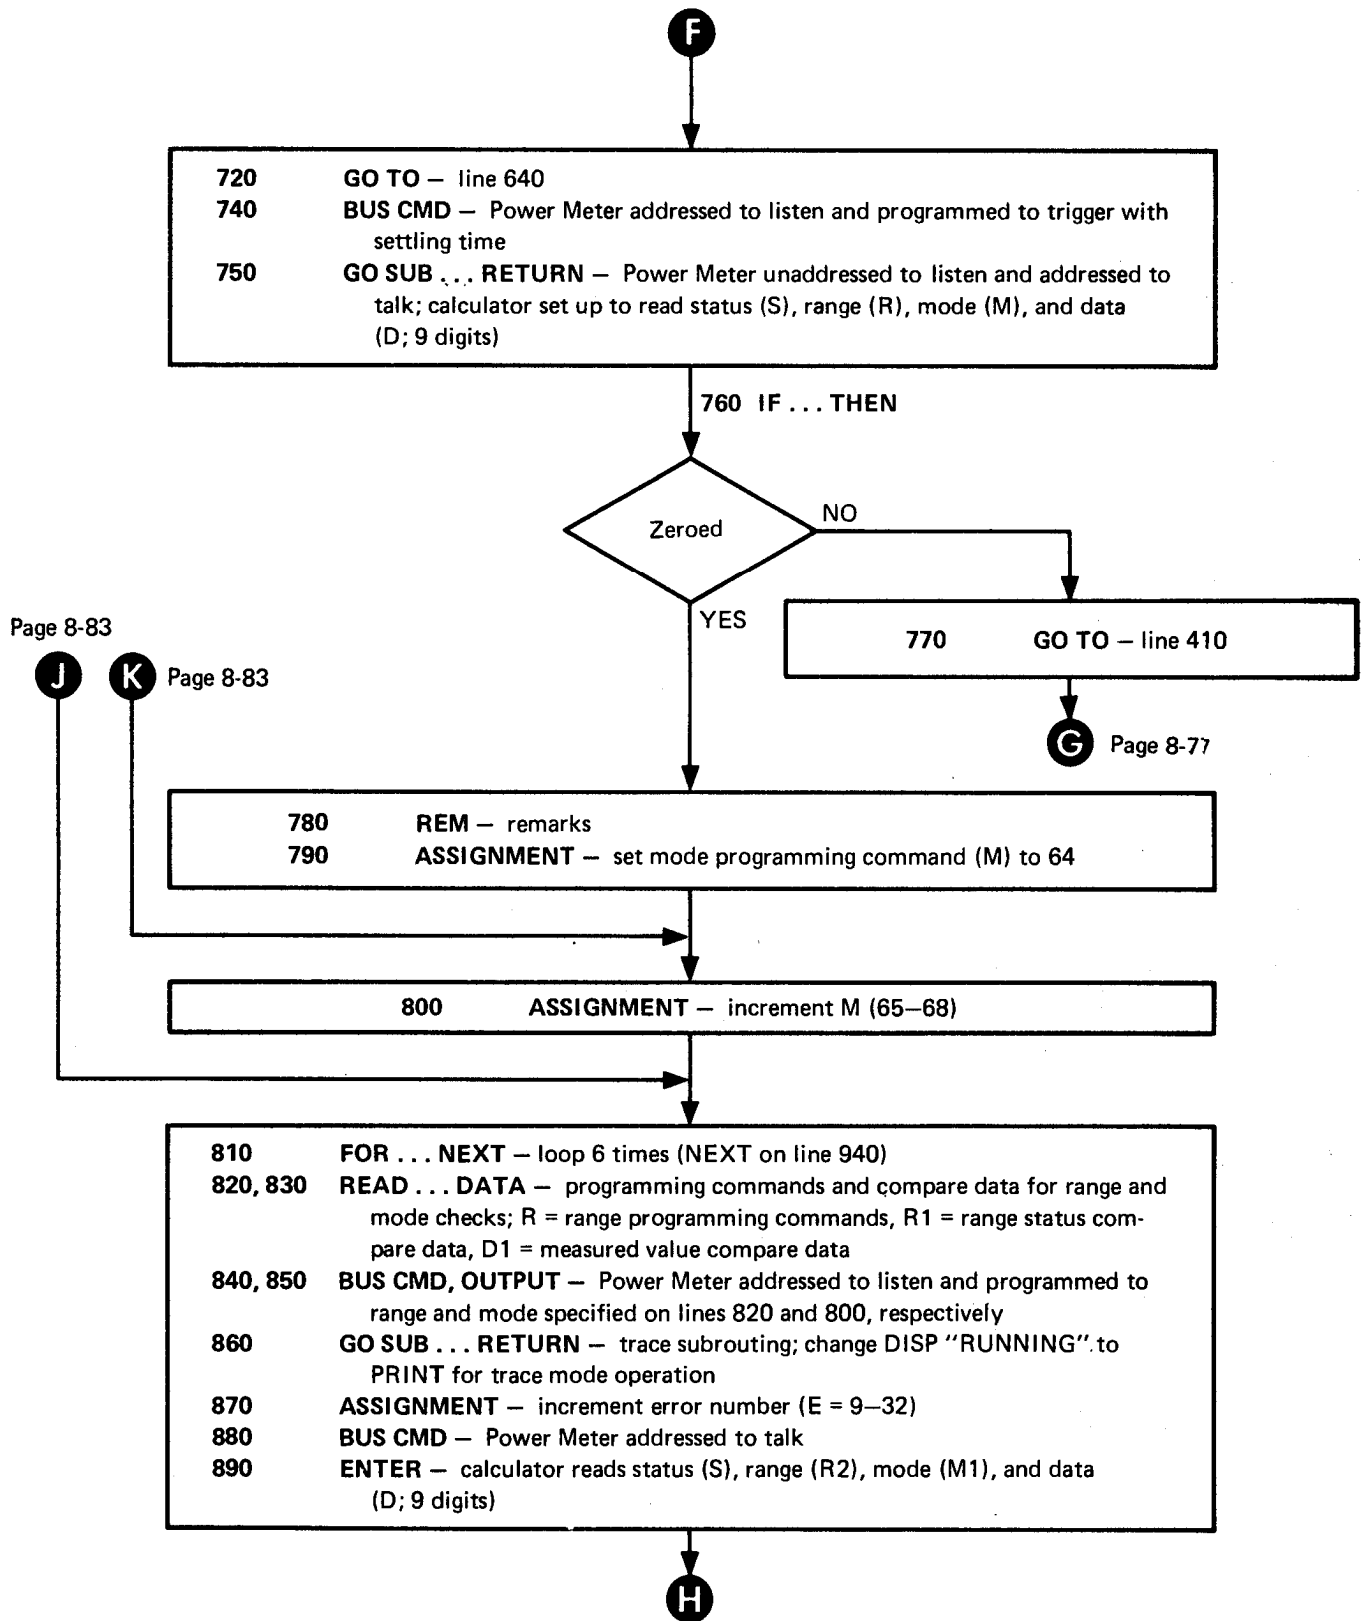 F
720 GO TO — line 640
740 BUS CMD — Power Meter addressed to listen and programmed to trigger with
settling time
750 GO SUB ... RETURN — Power Meter unaddressed to listen and addressed to
talk; calculator set up to read status (S), range (R), mode (M), and data
(D; 9 digits)
760 IF ... THEN
Zeroed
NO
YES
770 GO TO — line 410
G Page 8-77
Page 8-83
J K Page 8-83
780 REM — remarks
790 ASSIGNMENT — set mode programming command (M) to 64
800 ASSIGNMENT — increment M (65—68)
810 FOR ... NEXT — loop 6 times (NEXT on line 940)
820, 830 READ ... DATA — programming commands and compare data for range and
mode checks; R = range programming commands, R1 = range status com-
pare data, D1 = measured value compare data
840, 850 BUS CMD, OUTPUT — Power Meter addressed to listen and programmed to
range and mode specified on lines 820 and 800, respectively
860 GO SUB ... RETURN — trace subrouting; change DISP "RUNNING". to
PRINT for trace mode operation
870 ASSIGNMENT — increment error number (E = 9—32)
880 BUS CMD — Power Meter addressed to talk
890 ENTER — calculator reads status (S), range (R2), mode (M1), and data
(D; 9 digits)
H